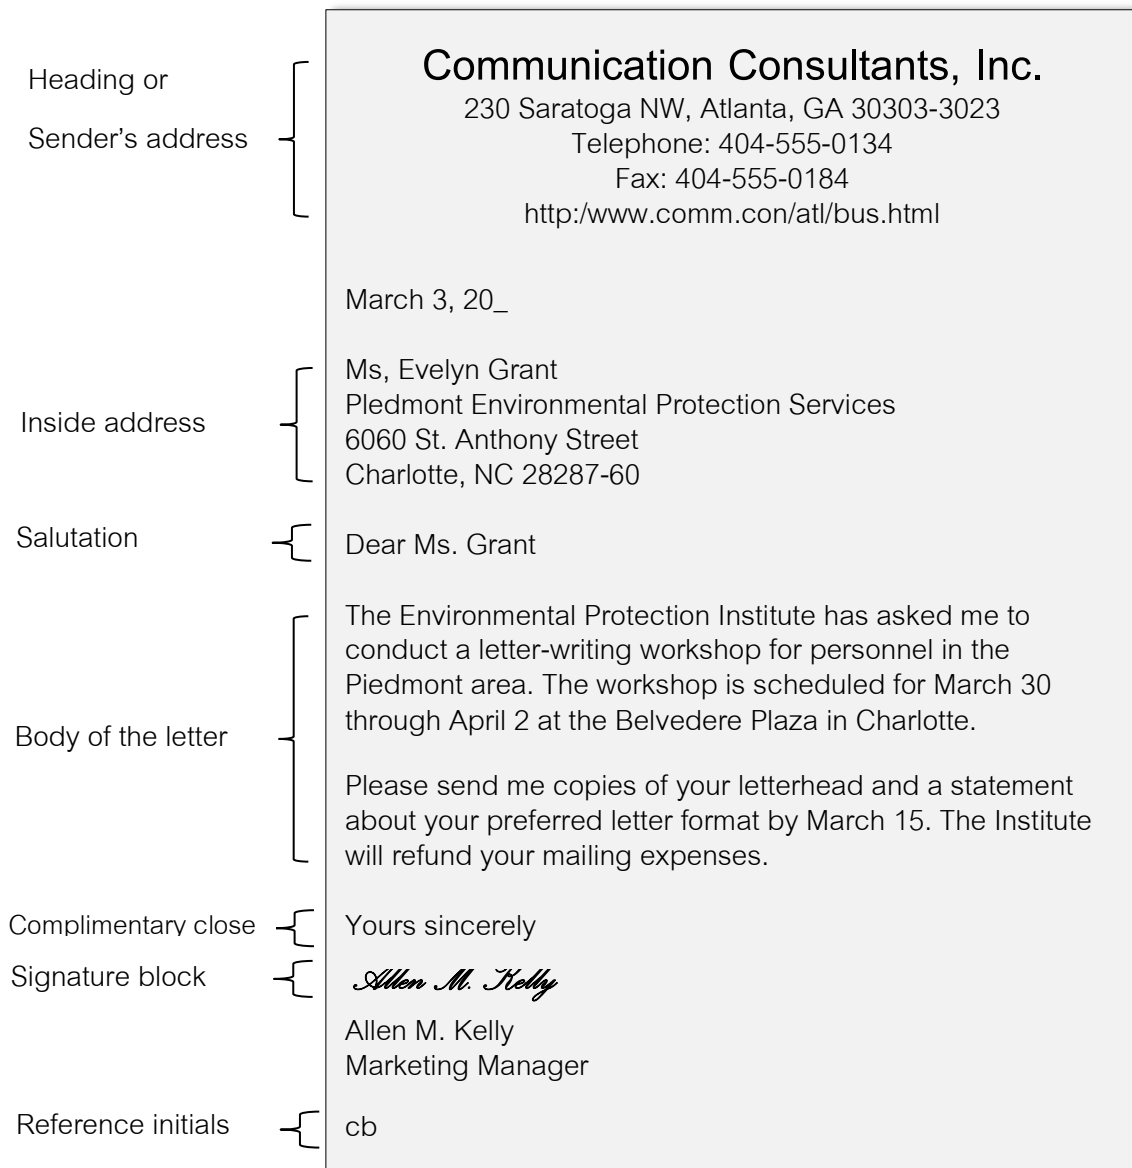 Communication Consultants, Inc.
Heading or
230 Saratoga NW, Atlanta, GA 30303-3023
Sender's address
Telephone: 404-555-0134
Fax: 404-555-0184
http:/www.comm.con/atl/bus.html
March 3, 20_
Inside address
Ms, Evelyn Grant
Pledmont Environmental Protection Services
6060 St. Anthony Street
Charlotte, NC 28287-60
Salutation
Dear Ms. Grant
Body of the letter
The Environmental Protection Institute has asked me to
conduct a letter-writing workshop for personnel in the
Piedmont area. The workshop is scheduled for March 30
through April 2 at the Belvedere Plaza in Charlotte.
Please send me copies of your letterhead and a statement
about your preferred letter format by March 15. The Institute
will refund your mailing expenses.
Complimentary close
Yours sincerely
Signature block
Allen M. Kelly
Allen M. Kelly
Marketing Manager
Reference initials
cb